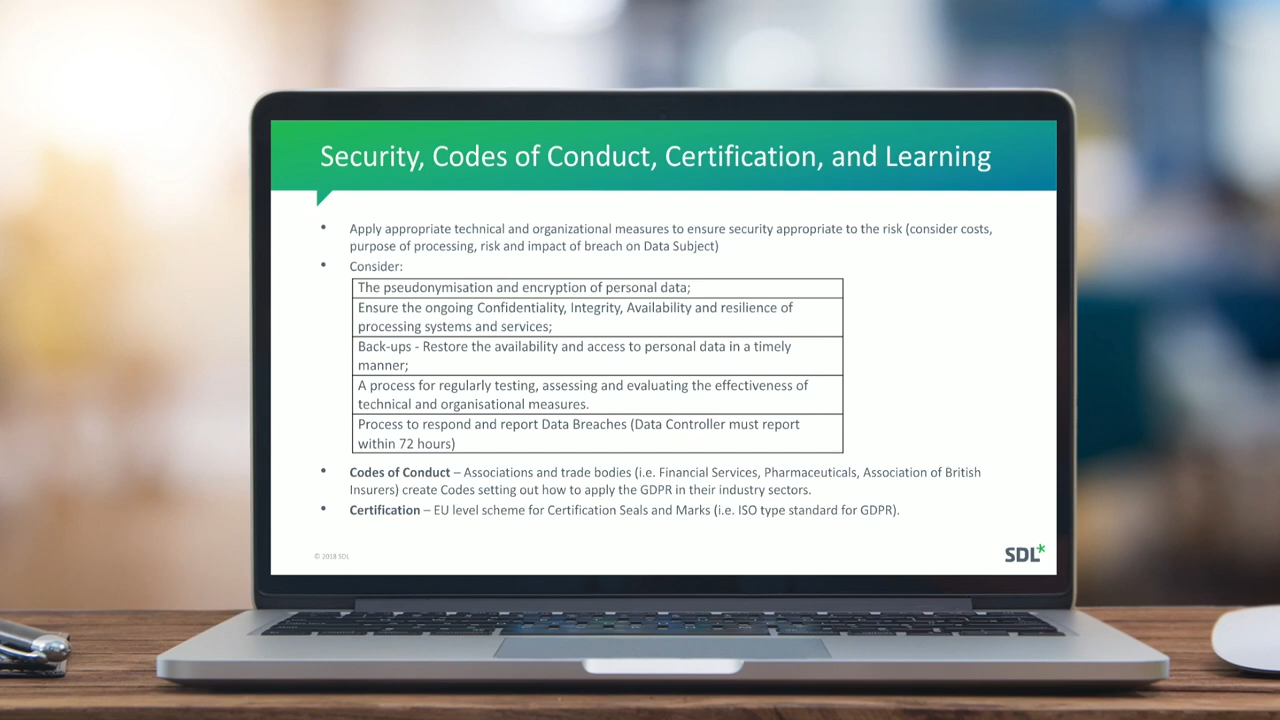 Security, Codes of Conduct, Certification, and Learning
• Apply appropriate technical and organizational measures to ensure security appropriate to the risk (consider costs,
purpose of processing, risk and impact of breach on Data Subject)
• Consider:
The pseudonymisation and encryption of personal data;
Ensure the ongoing Confidentiality, Integrity, Availability and resilience of
processing systems and services;
Back-ups - Restore the availability and access to personal data in a timely
manner;
A process for regularly testing, assessing and evaluating the effectiveness of
technical and organisational measures.
Process to respond and report Data Breaches (Data Controller must report
within 72 hours)
• Codes of Conduct – Associations and trade bodies (i.e. Financial Services, Pharmaceuticals, Association of British
Insurers) create Codes setting out how to apply the GDPR in their industry sectors.
• Certification – EU level scheme for Certification Seals and Marks (i.e. ISO type standard for GDPR).
© 2018 SDL
SDL*